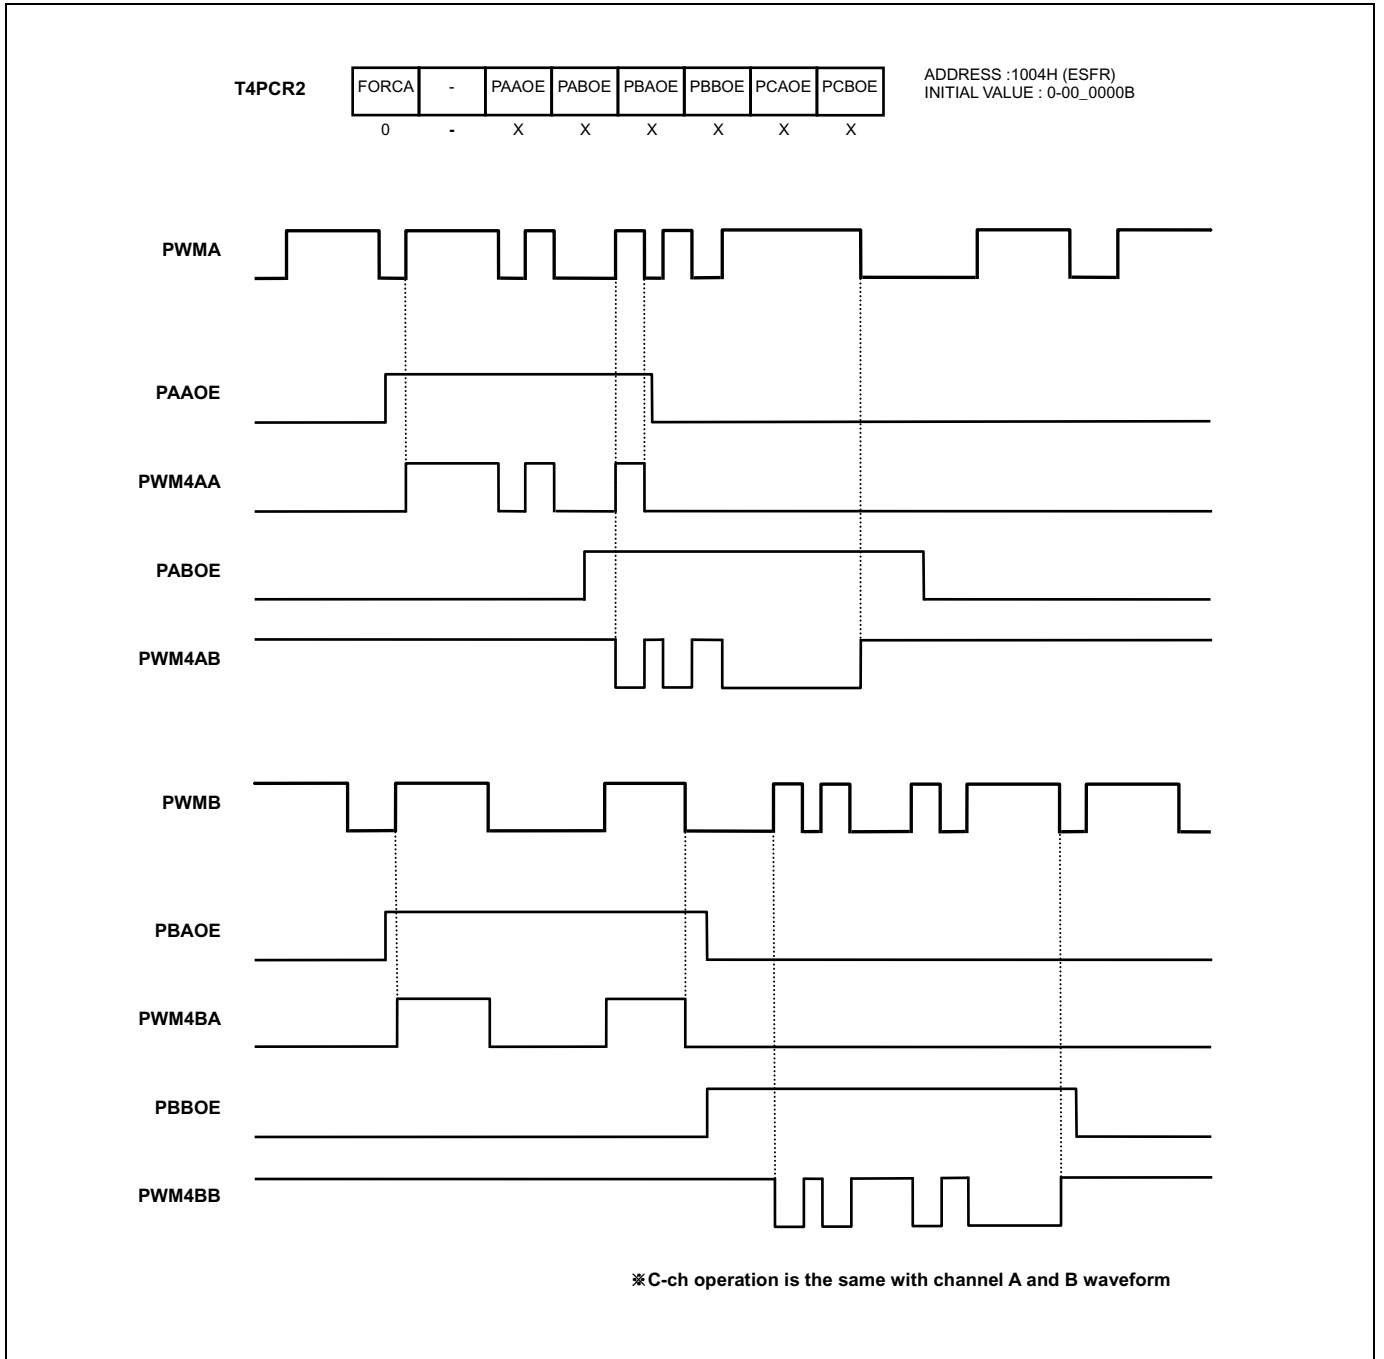 T4PCR2 FORCA - PAAOE PABOE PBAOE PBBOE PCAOE PCBOE ADDRESS :1004H (ESFR)
INITIAL VALUE : 0-00_0000B
0 - X X X X X X
PWMA
PAAOE
PWM4AA
PABOE
PWM4AB
PWMB
PBAOE
PWM4BA
PBBOE
PWM4BB
※C-ch operation is the same with channel A and B waveform